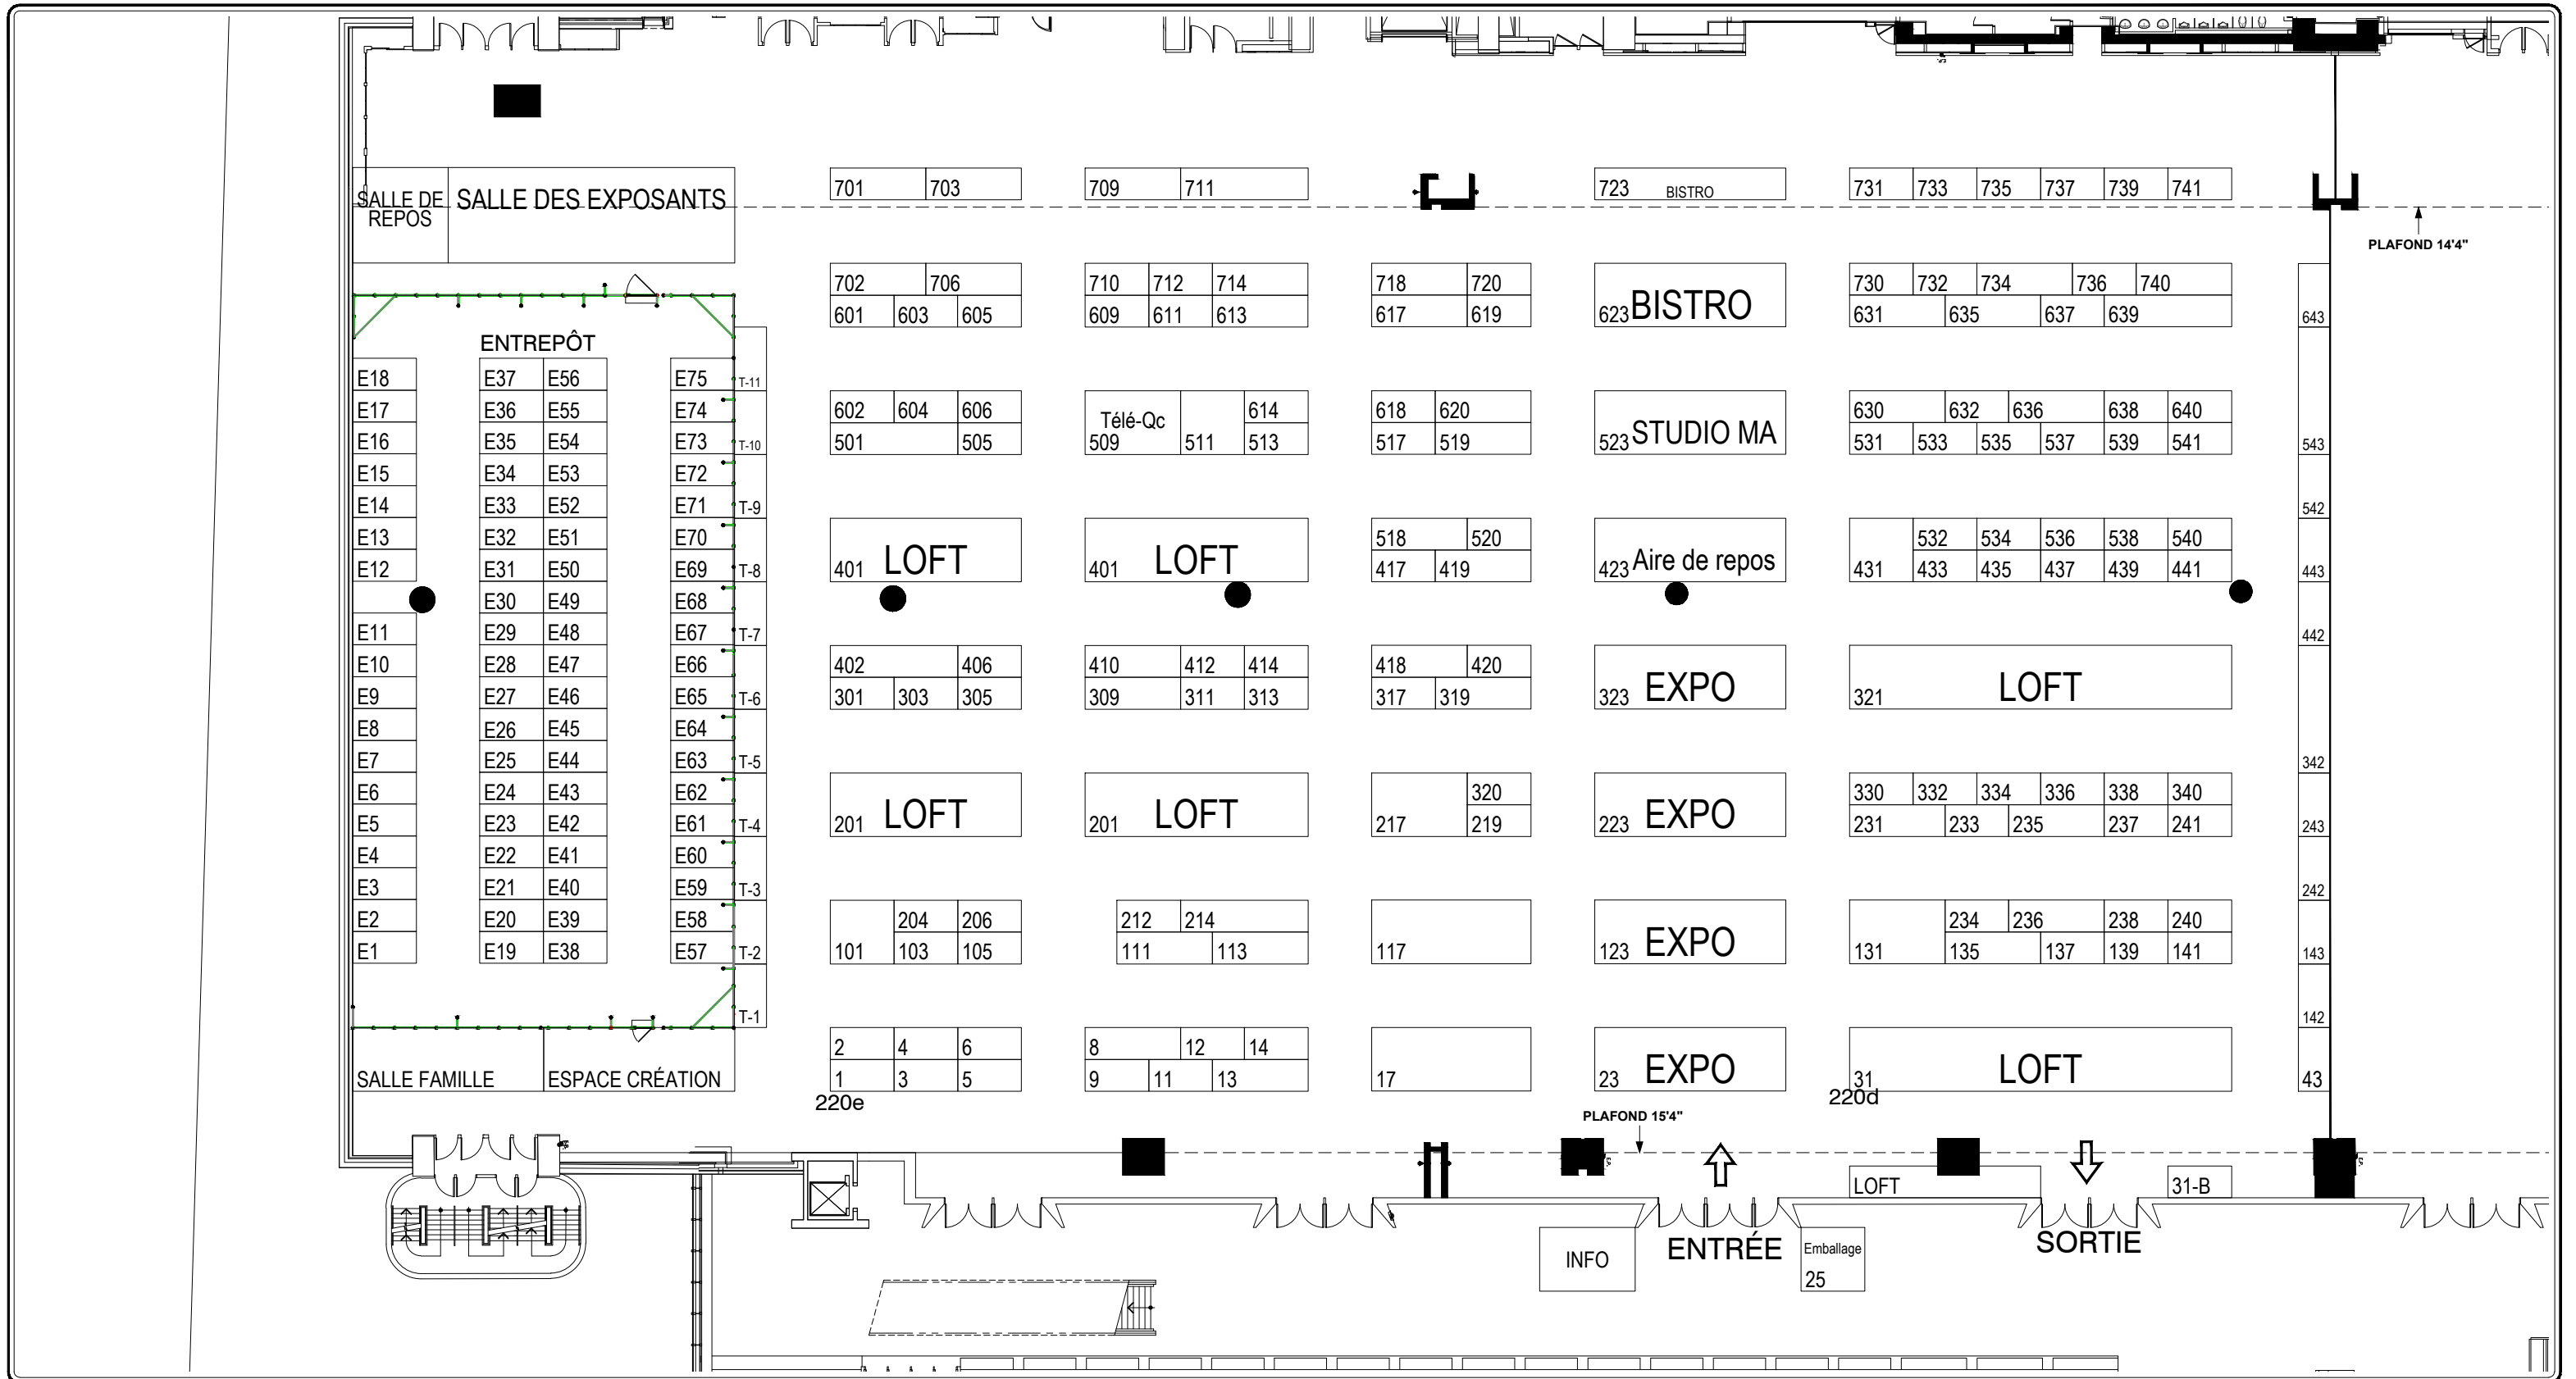 701 703 709 711 723 BISTRO 731 733 735 737 739 741
SALLE DE REPOS
SALLE DES EXPOSANTS
PLAFOND 14'4"
702 706 710 712 714 718 720 730 732 734 736 740
601 603 605 609 611 613 617 619 623 BISTRO 631 635 637 639 643
ENTREPÔT
E18 E37 E56 E75 T-11
E17 E36 E55 E74 602 604 606 Télé-Qc 614 618 620 630 632 636 638 640
E16 E35 E54 E73 T-10 501 505 509 511 513 517 519 523 STUDIO MA 531 533 535 537 539 541 543
E15 E34 E53 E72
E14 E33 E52 E71 T-9 542
E13 E32 E51 E70 518 520 532 534 536 538 540
E12 E31 E50 E69 T-8 401 LOFT 401 LOFT 417 419 423 Aire de repos 431 433 435 437 439 441 443
E30 E49 E68
E11 E29 E48 E67 T-7 442
E10 E28 E47 E66 402 406 410 412 414 418 420
E9 E27 E46 E65 T-6 301 303 305 309 311 313 317 319 323 EXPO 321 LOFT
E8 E26 E45 E64
E7 E25 E44 E63 T-5 342
E6 E24 E43 E62 320 330 332 334 336 338 340
E5 E23 E42 E61 T-4 201 LOFT 201 LOFT 217 219 223 EXPO 231 233 235 237 241 243
E4 E22 E41 E60
E3 E21 E40 E59 T-3 242
E2 E20 E39 E58 204 206 212 214 234 236 238 240
E1 E19 E38 E57 T-2 101 103 105 111 113 117 123 EXPO 131 135 137 139 141 143
T-1 142
2 4 6 8 12 14
SALLE FAMILLE ESPACE CRÉATION 1 3 5 9 11 13 17 23 EXPO 31 LOFT 43
220e 220d
PLAFOND 15'4"
LOFT 31-B
INFO ENTRÉE Emballage SORTIE
25